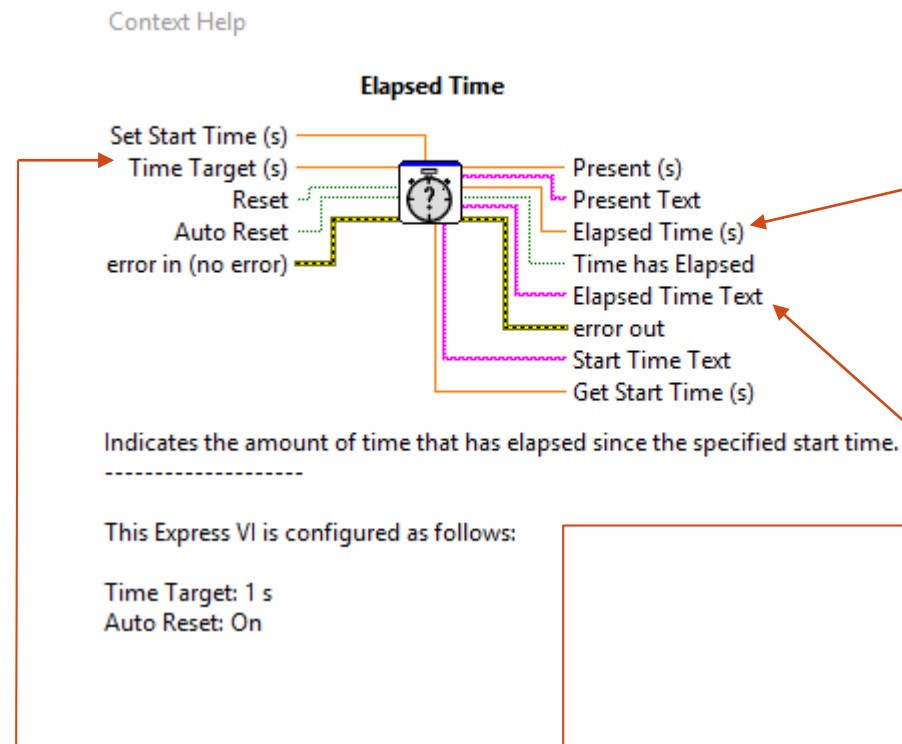 Context Help
Elapsed Time
Set Start Time (s)
Time Target (s)
Reset
Auto Reset
error in (no error)
?
Present (s)
Present Text
Elapsed Time (s)
Time has Elapsed
Elapsed Time Text
error out
Start Time Text
Get Start Time (s)
Indicates the amount of time that has elapsed since the specified start time.
--------------------
This Express VI is configured as follows:
Time Target: 1 s
Auto Reset: On